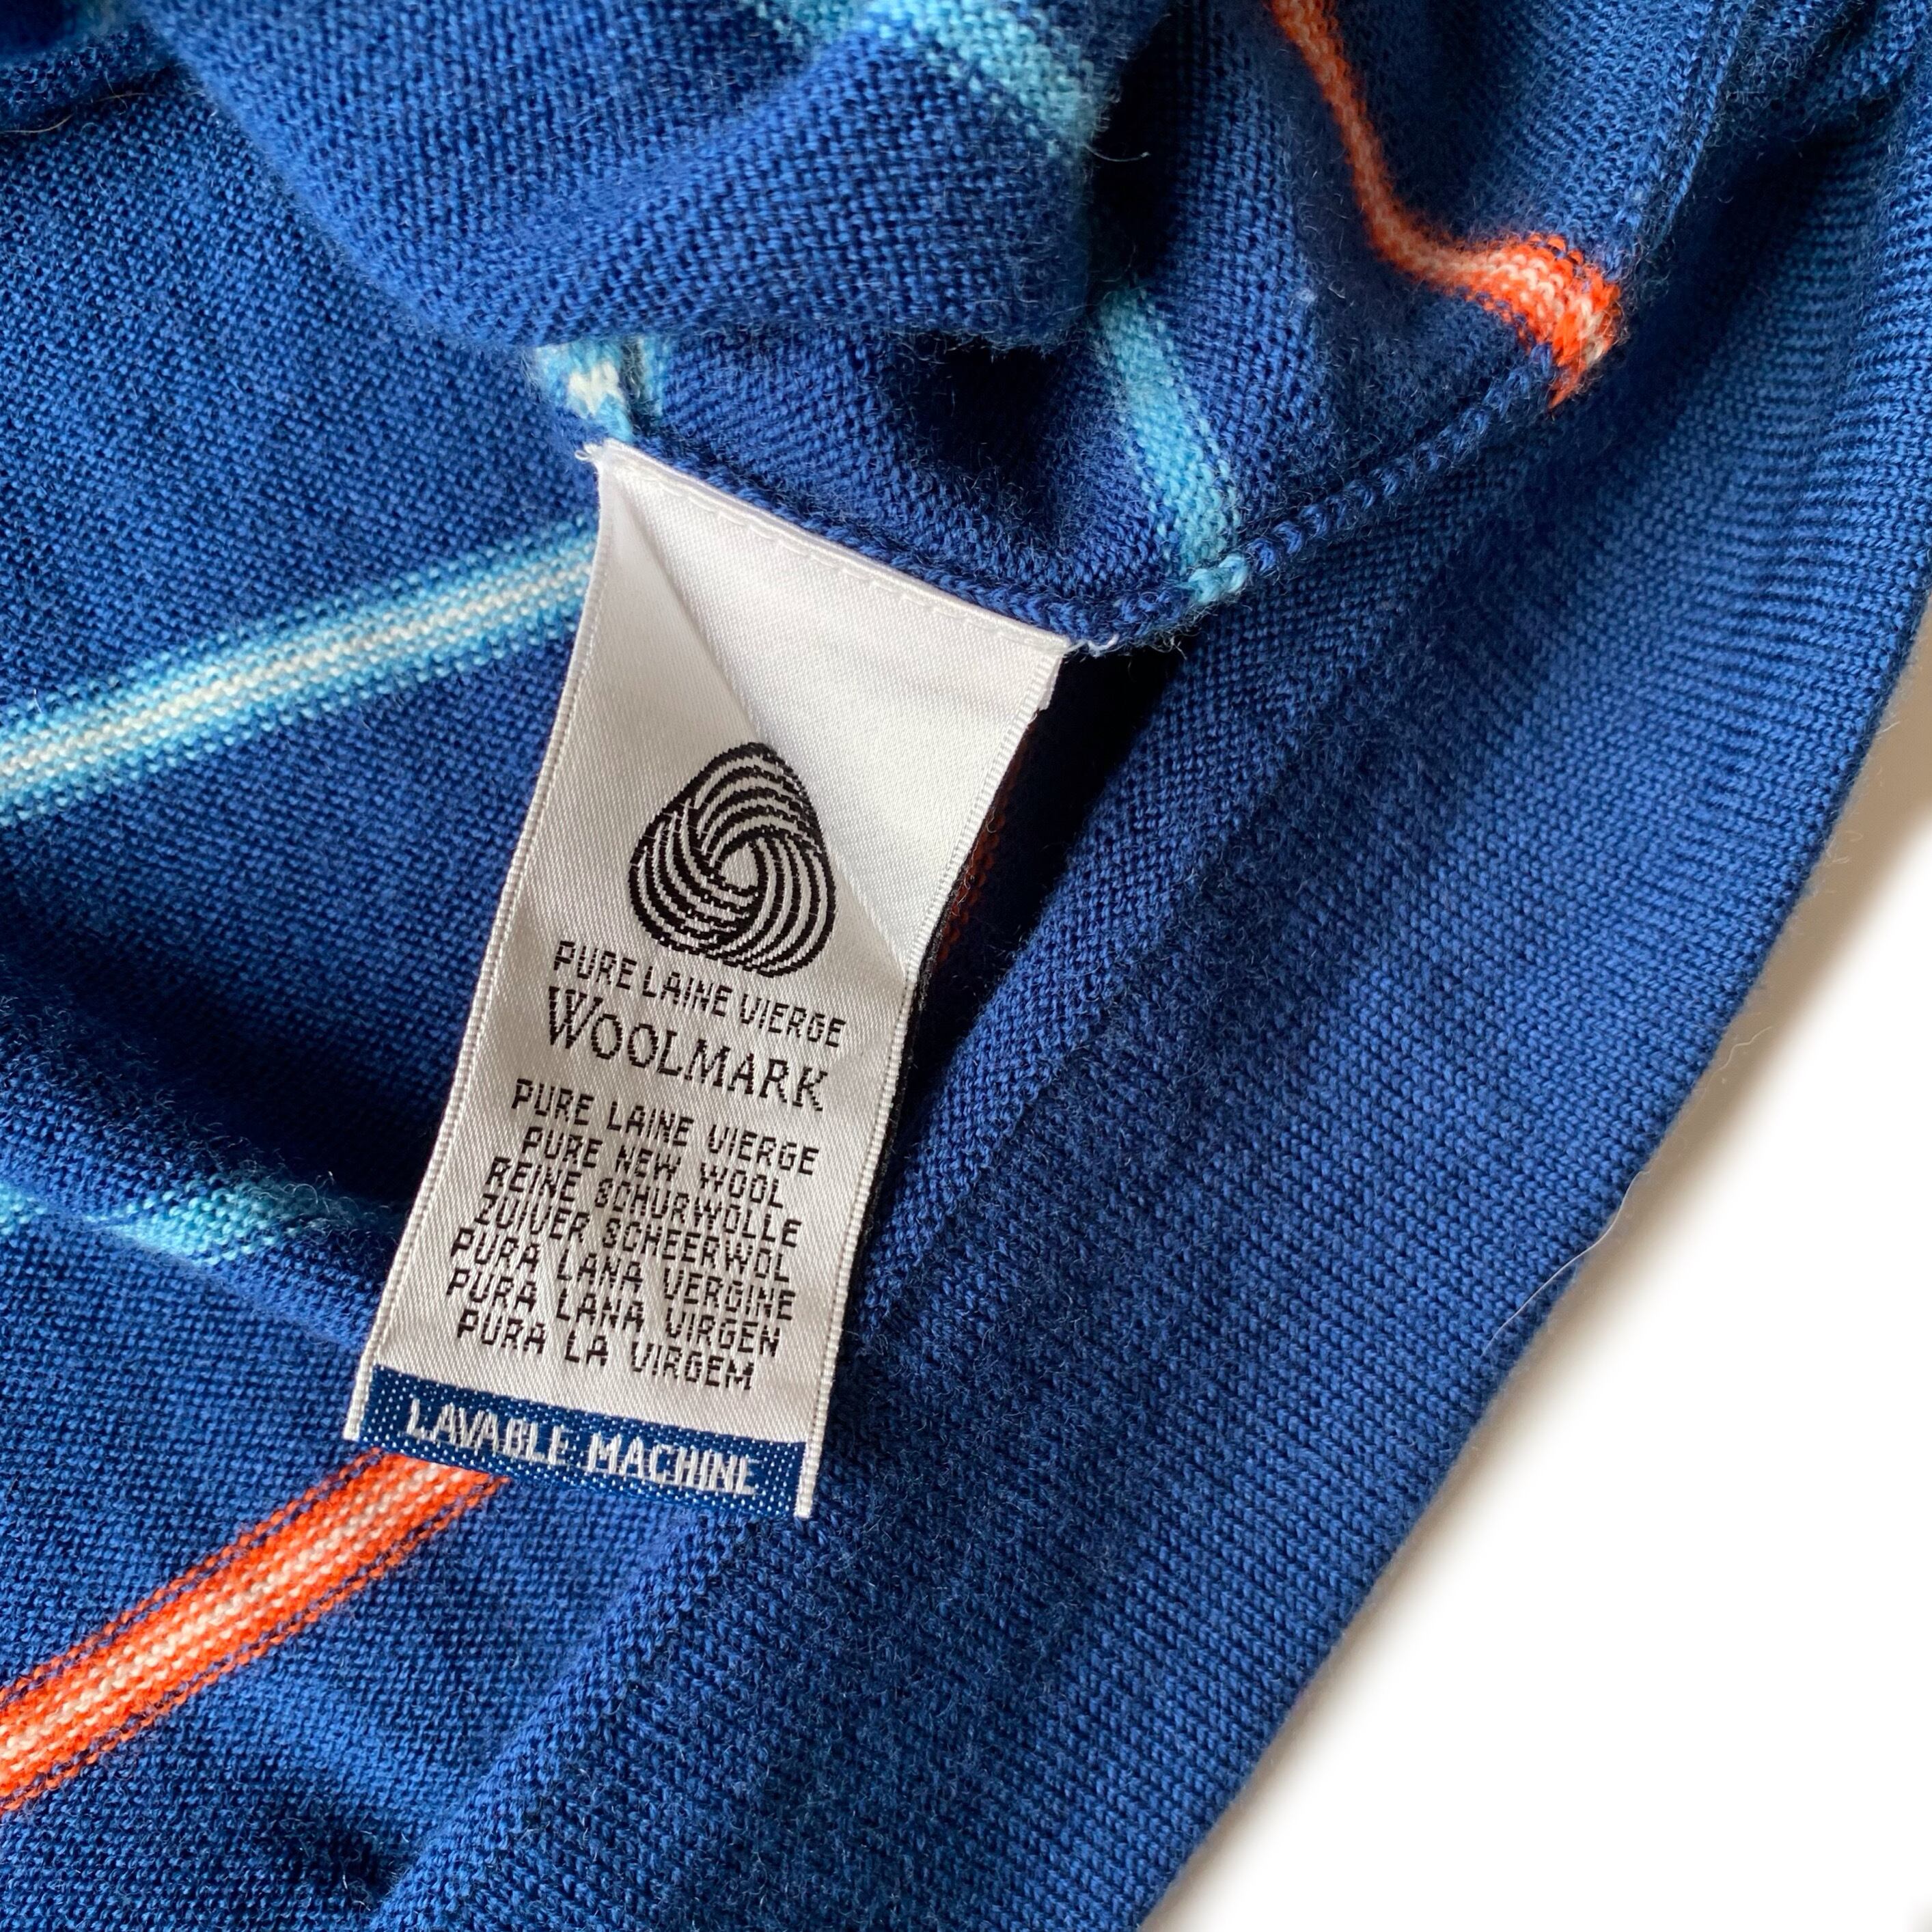 PURE LAINE VIERGE
WOOLMARK
PURE LAINE VIERGE
PURE NEW WOOL
REINE SCHURWOLLE
ZUIVER SCHEERWOL
PURA LANA VERGINE
PURA LANA VIRGEN
PURA LA VIRGEM
LAVABLE MACHINE